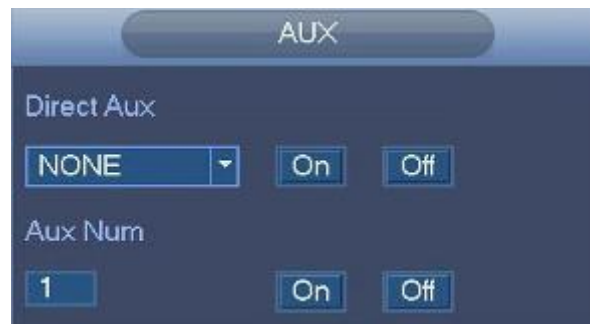 AUX
Direct Aux
NONE On Off
Aux Num
1 On Off